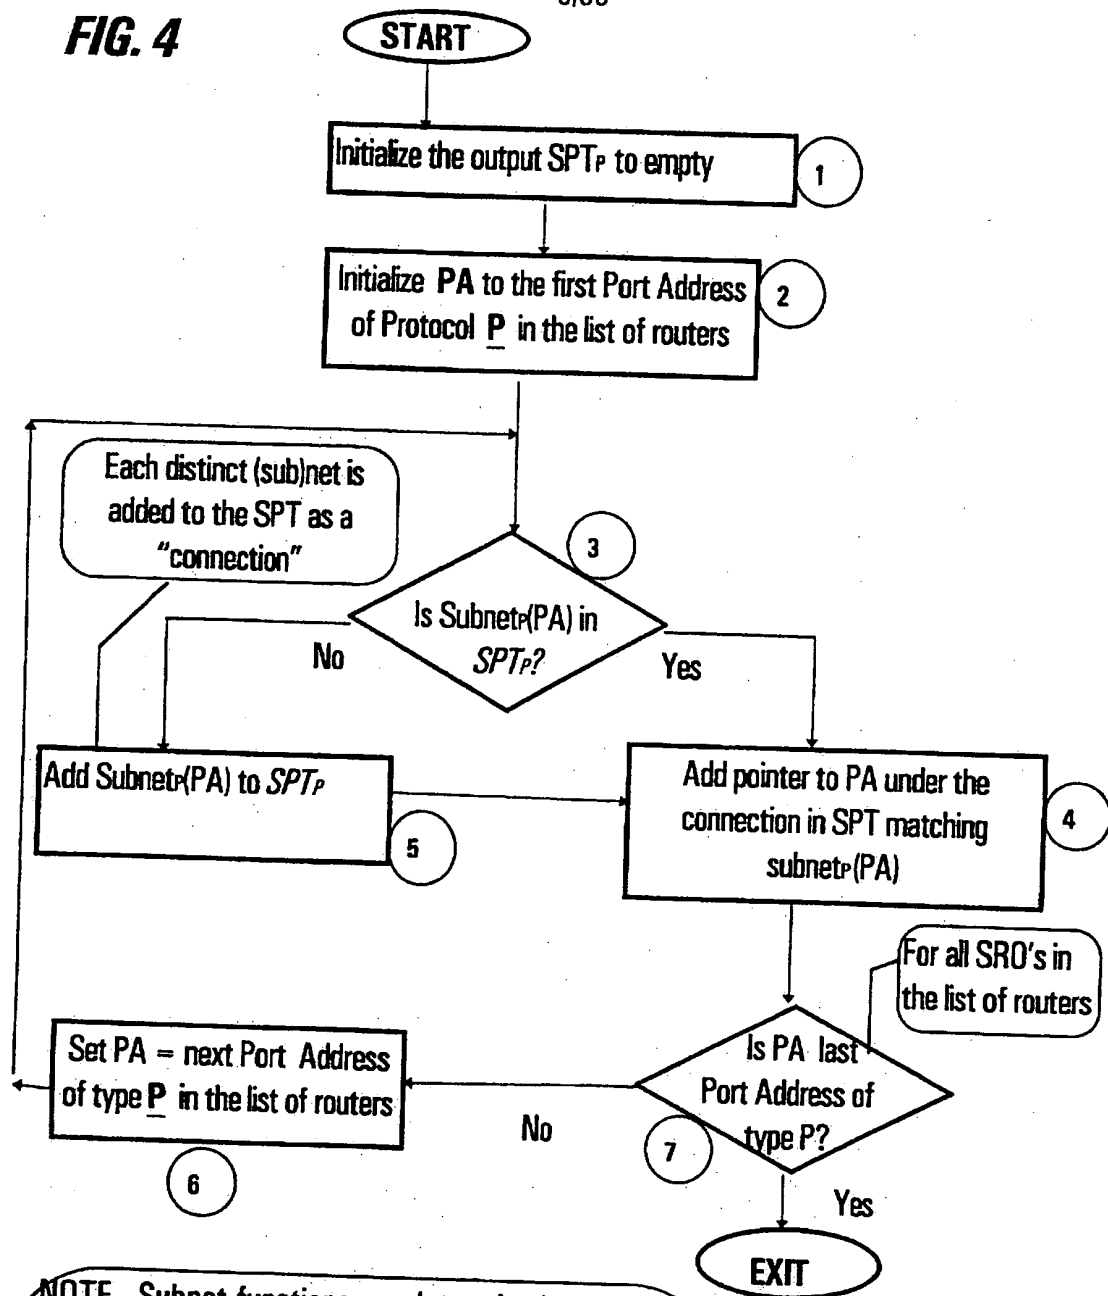 FIG. 4
START
Initialize the output SPTP to empty
1
Initialize PA to the first Port Address
of Protocol P in the list of routers
2
Each distinct (sub)net is
added to the SPT as a
"connection"
3
Is SubnetP(PA) in
SPTP?
No
Yes
Add SubnetP(PA) to SPTP
5
Add pointer to PA under the
connection in SPT matching
subnetP(PA)
4
For all SRO's in
the list of routers
Set PA = next Port Address
of type P in the list of routers
6
No
Is PA last
Port Address of
type P?
7
Yes
EXIT
NOTE Subnet functions